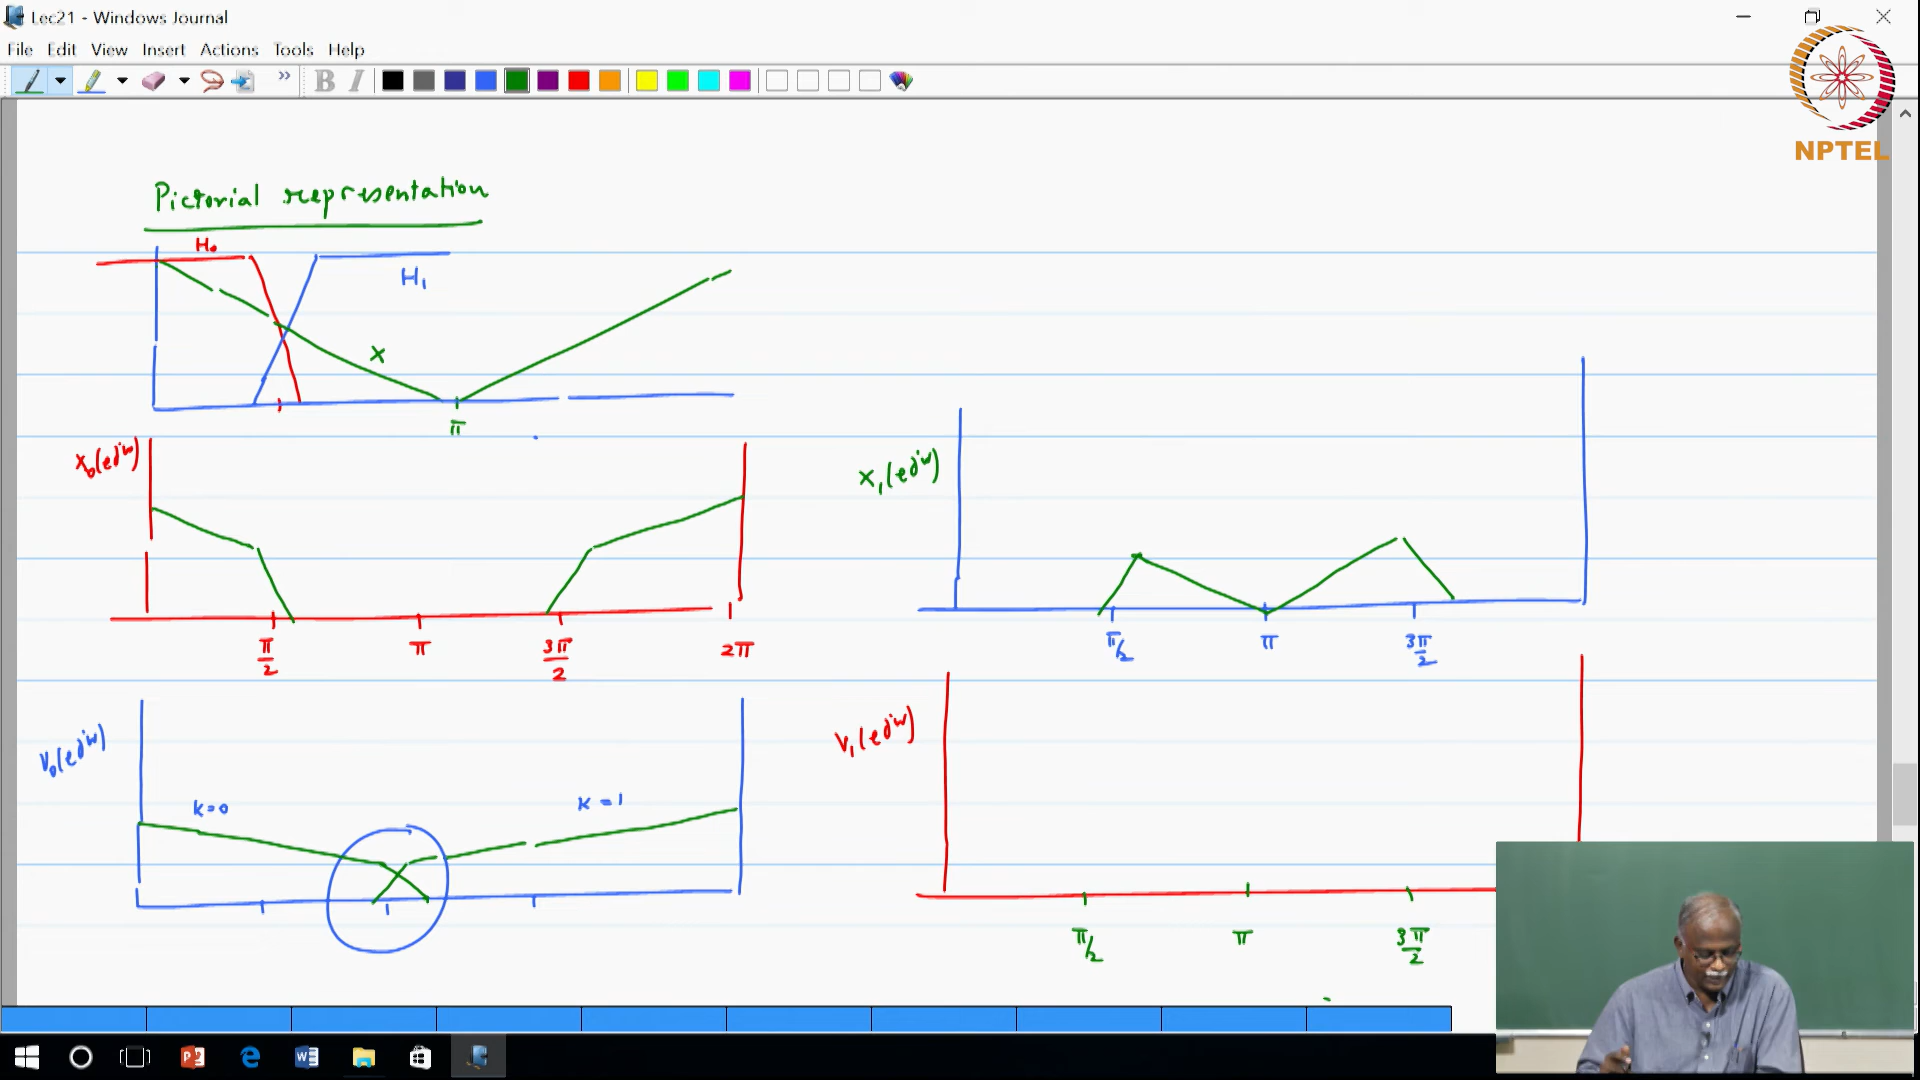 Lec21 - Windows Journal
File Edit View Insert Actions Tools Help
B I
NPTEL
Pictorial representation
H₀
H₁
X
π
X₀(e^jω)
π/2 π 3π/2 2π
X₁(e^jω)
π/2 π 3π/2
V₀(e^jω)
K=0 K=1
V₁(e^jω)
π/2 π 3π/2